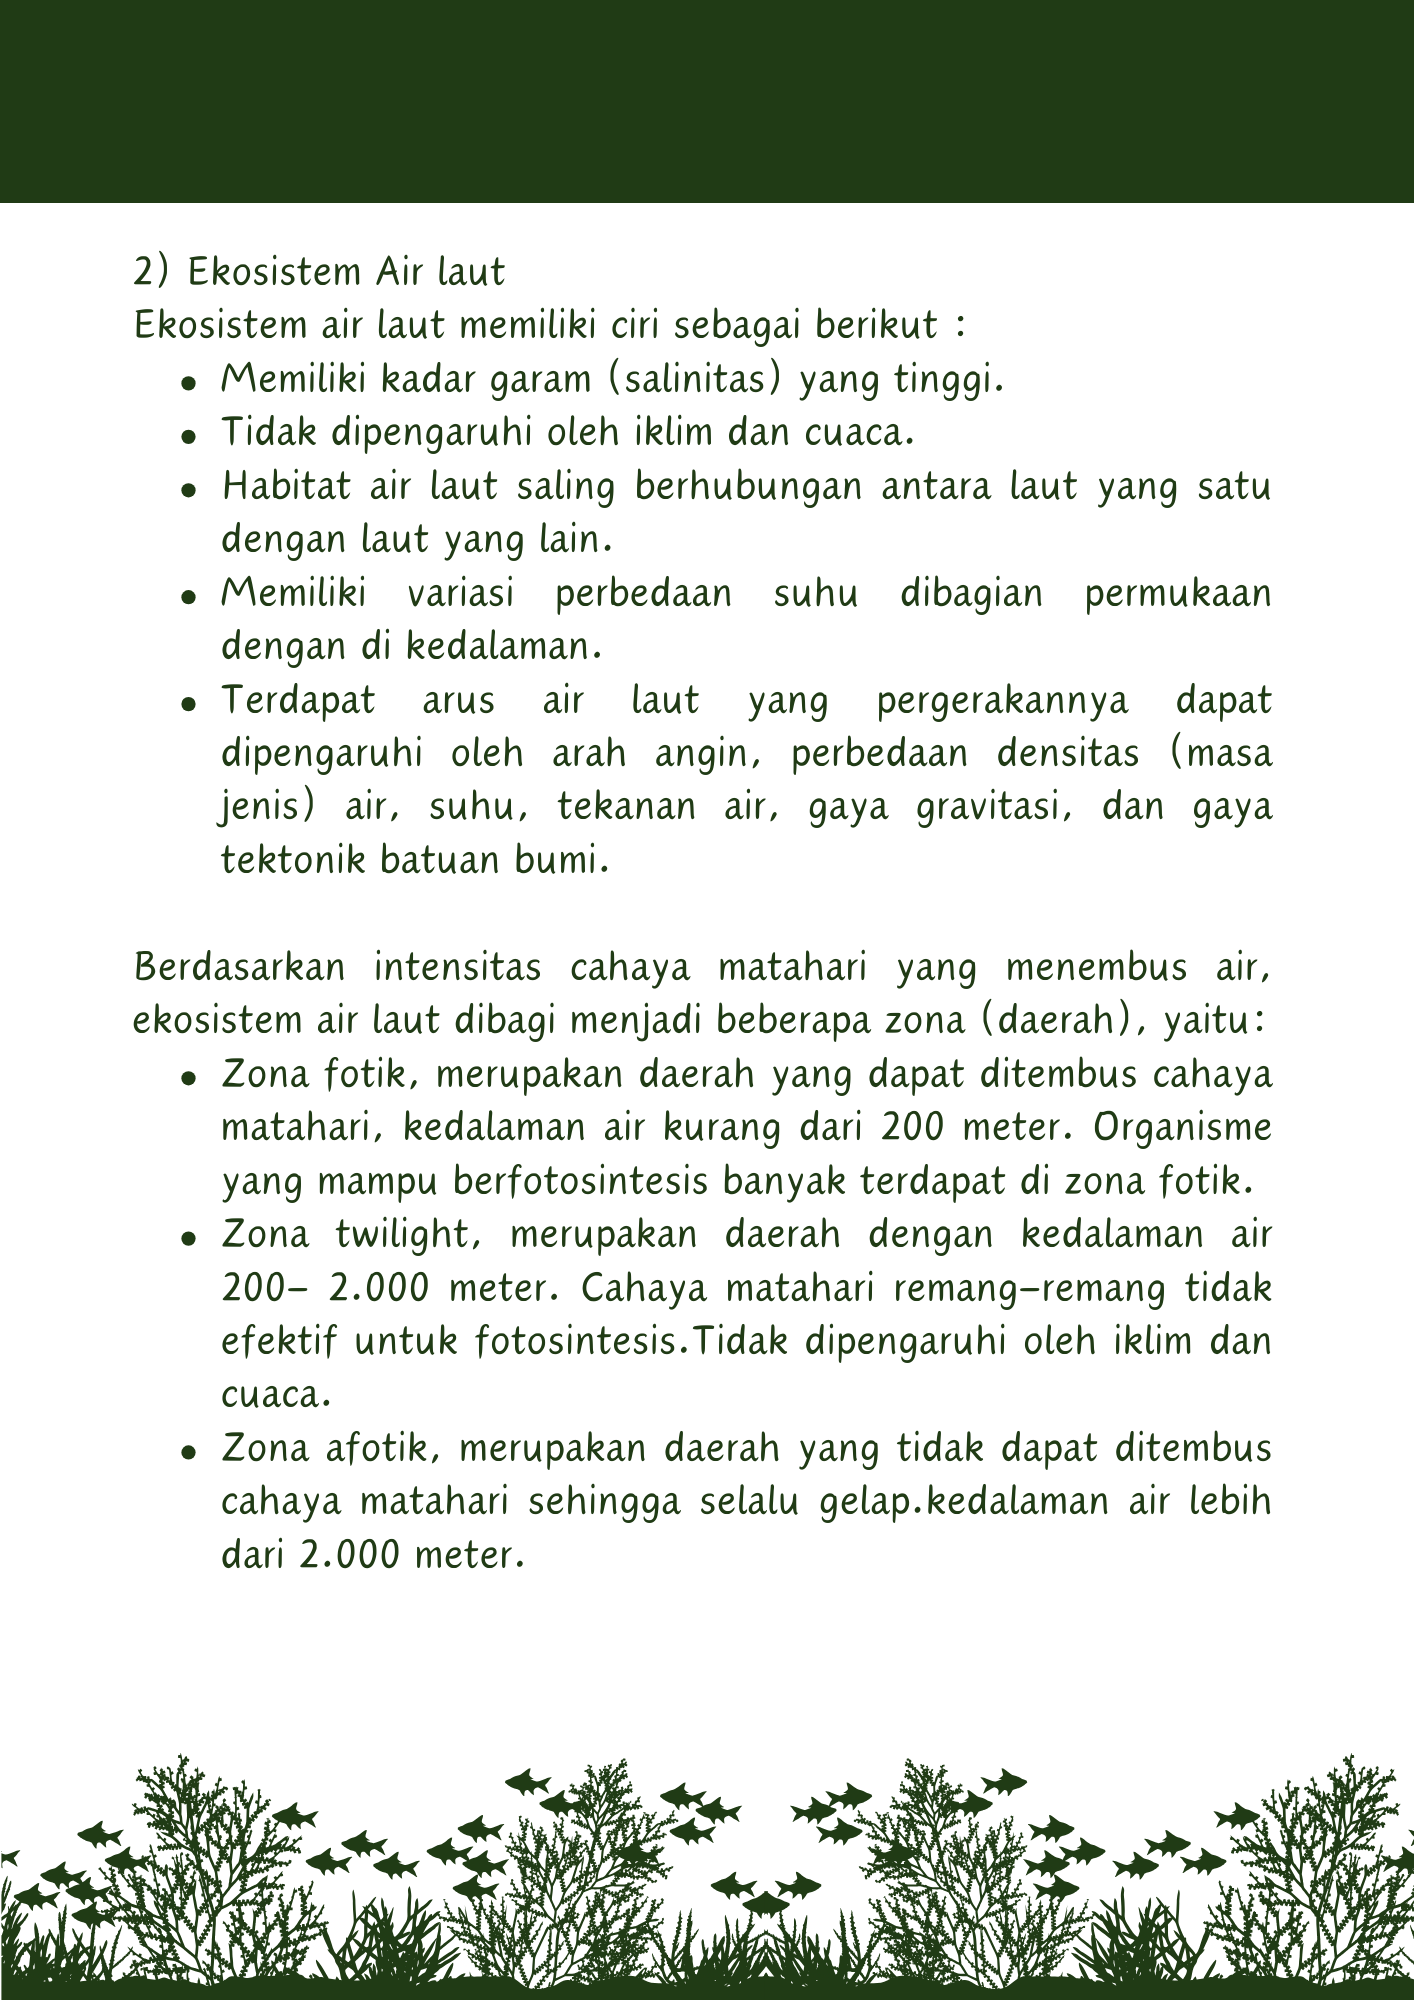 2) Ekosistem Air laut
Ekosistem air laut memiliki ciri sebagai berikut :
• Memiliki kadar garam (salinitas) yang tinggi.
• Tidak dipengaruhi oleh iklim dan cuaca.
• Habitat air laut saling berhubungan antara laut yang satu
dengan laut yang lain.
• Memiliki variasi perbedaan suhu dibagian permukaan
dengan di kedalaman.
• Terdapat arus air laut yang pergerakannya dapat
dipengaruhi oleh arah angin, perbedaan densitas (masa
jenis) air, suhu, tekanan air, gaya gravitasi, dan gaya
tektonik batuan bumi.
Berdasarkan intensitas cahaya matahari yang menembus air,
ekosistem air laut dibagi menjadi beberapa zona (daerah), yaitu:
• Zona fotik, merupakan daerah yang dapat ditembus cahaya
matahari, kedalaman air kurang dari 200 meter. Organisme
yang mampu berfotosintesis banyak terdapat di zona fotik.
• Zona twilight, merupakan daerah dengan kedalaman air
200– 2.000 meter. Cahaya matahari remang–remang tidak
efektif untuk fotosintesis.Tidak dipengaruhi oleh iklim dan
cuaca.
• Zona afotik, merupakan daerah yang tidak dapat ditembus
cahaya matahari sehingga selalu gelap.kedalaman air lebih
dari 2.000 meter.